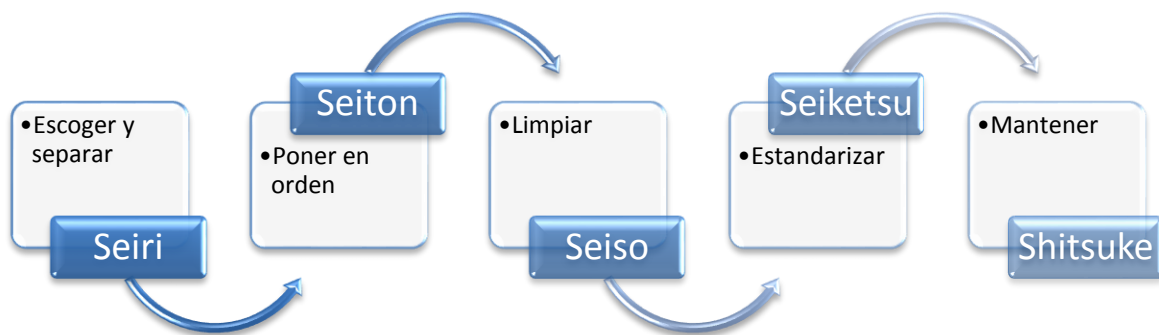 •Escoger y
separar
Seiri
Seiton
•Poner en
orden
•Limpiar
Seiso
Seiketsu
•Estandarizar
•Mantener
Shitsuke